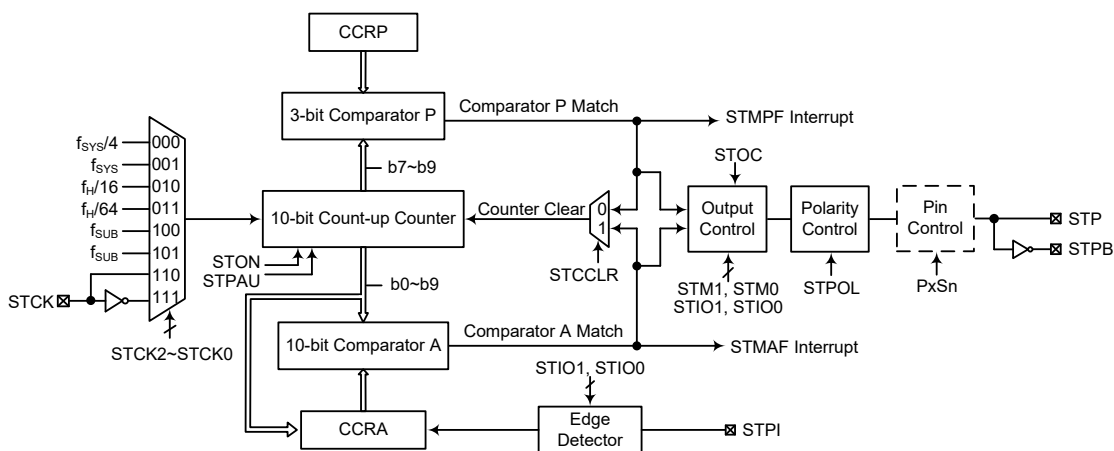 CCRP
3-bit Comparator P
Comparator P Match
STMPF Interrupt
b7~b9
fSYS/4
000
fSYS
001
fH/16
010
fH/64
011
fSUB
100
fSUB
101
110
111
STCK
STCK2~STCK0
10-bit Count-up Counter
STON
STPAU
Counter Clear
0
1
STCCLR
STOC
Output
Control
STM1, STM0
STIO1, STIO0
Polarity
Control
STPOL
Pin
Control
PxSn
STP
STPB
b0~b9
10-bit Comparator A
Comparator A Match
STMAF Interrupt
STIO1, STIO0
CCRA
Edge
Detector
STPI